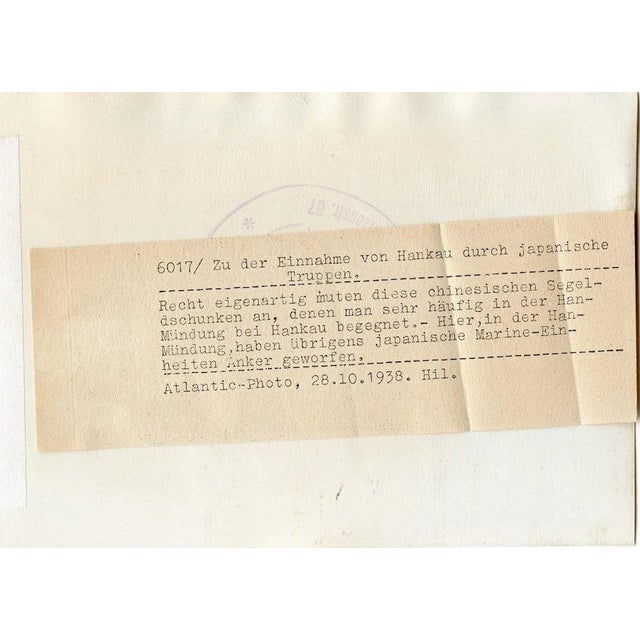 6017/ Zu der Einnahme von Hankau durch japanische
Truppen.
Recht eigenartig muten diese chinesischen Segel-
dschunken an, denen man sehr häufig in der Han-
Mündung bei Hankau begegnet.- Hier,in der Han-
Mündung,haben übrigens japanische Marine-Ein-
heiten Anker geworfen.
Atlantic-Photo, 28.10.1938. Hil.
* 67